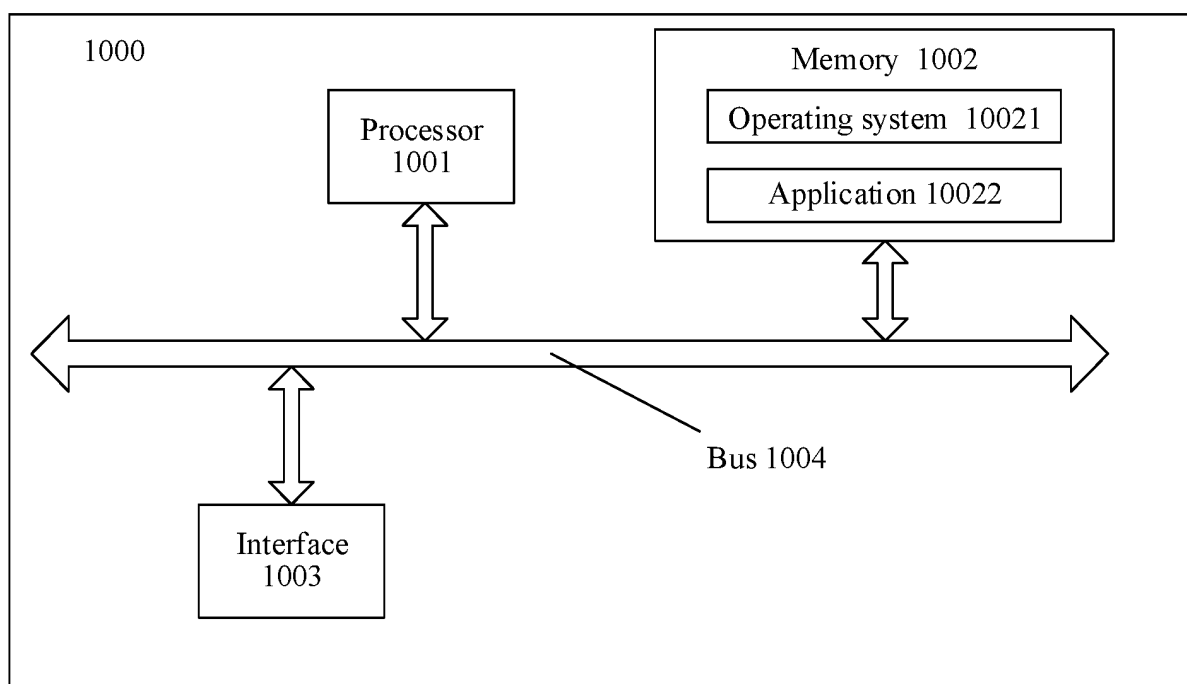 1000
Memory 1002
Operating system 10021
Application 10022
Processor
1001
Bus 1004
Interface
1003